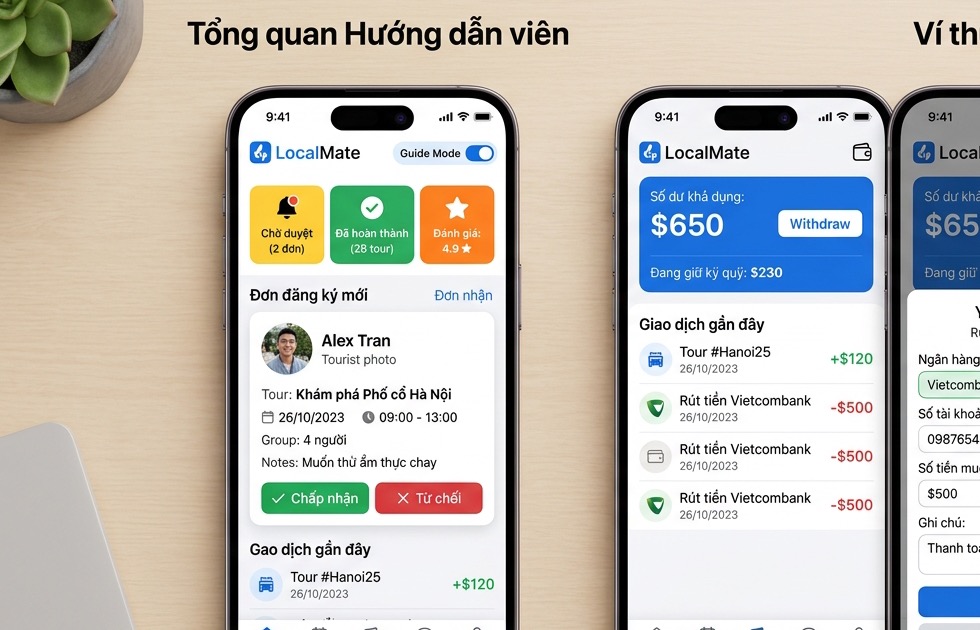 Tổng quan Hướng dẫn viên
Ví th
9:41
LocalMate
Guide Mode
Chờ duyệt
(2 đơn)
Đã hoàn thành
(28 tour)
Đánh giá:
4.9 ★
Đơn đăng ký mới
Đơn nhận
Alex Tran
Tourist photo
Tour: Khám phá Phố cổ Hà Nội
26/10/2023 09:00 - 13:00
Group: 4 người
Notes: Muốn thử ẩm thực chay
Chấp nhận
Từ chối
Gao dịch gần đây
Tour #Hanoi25
+$120
26/10/2023
9:41
LocalMate
Số dư khả dụng:
$650
Withdraw
Đang giữ ký quỹ: $230
Giao dịch gần đây
Tour #Hanoi25
26/10/2023
+$120
Rút tiền Vietcombank
26/10/2023
-$500
Rút tiền Vietcombank
26/10/2023
-$500
Rút tiền Vietcombank
26/10/2023
-$500
9:41
Local
Số dư khả
$65
Đang giữ
Ngân hàng
Vietcomb
Số tài khoả
0987654
Số tiền mu
$500
Ghi chú:
Thanh toá